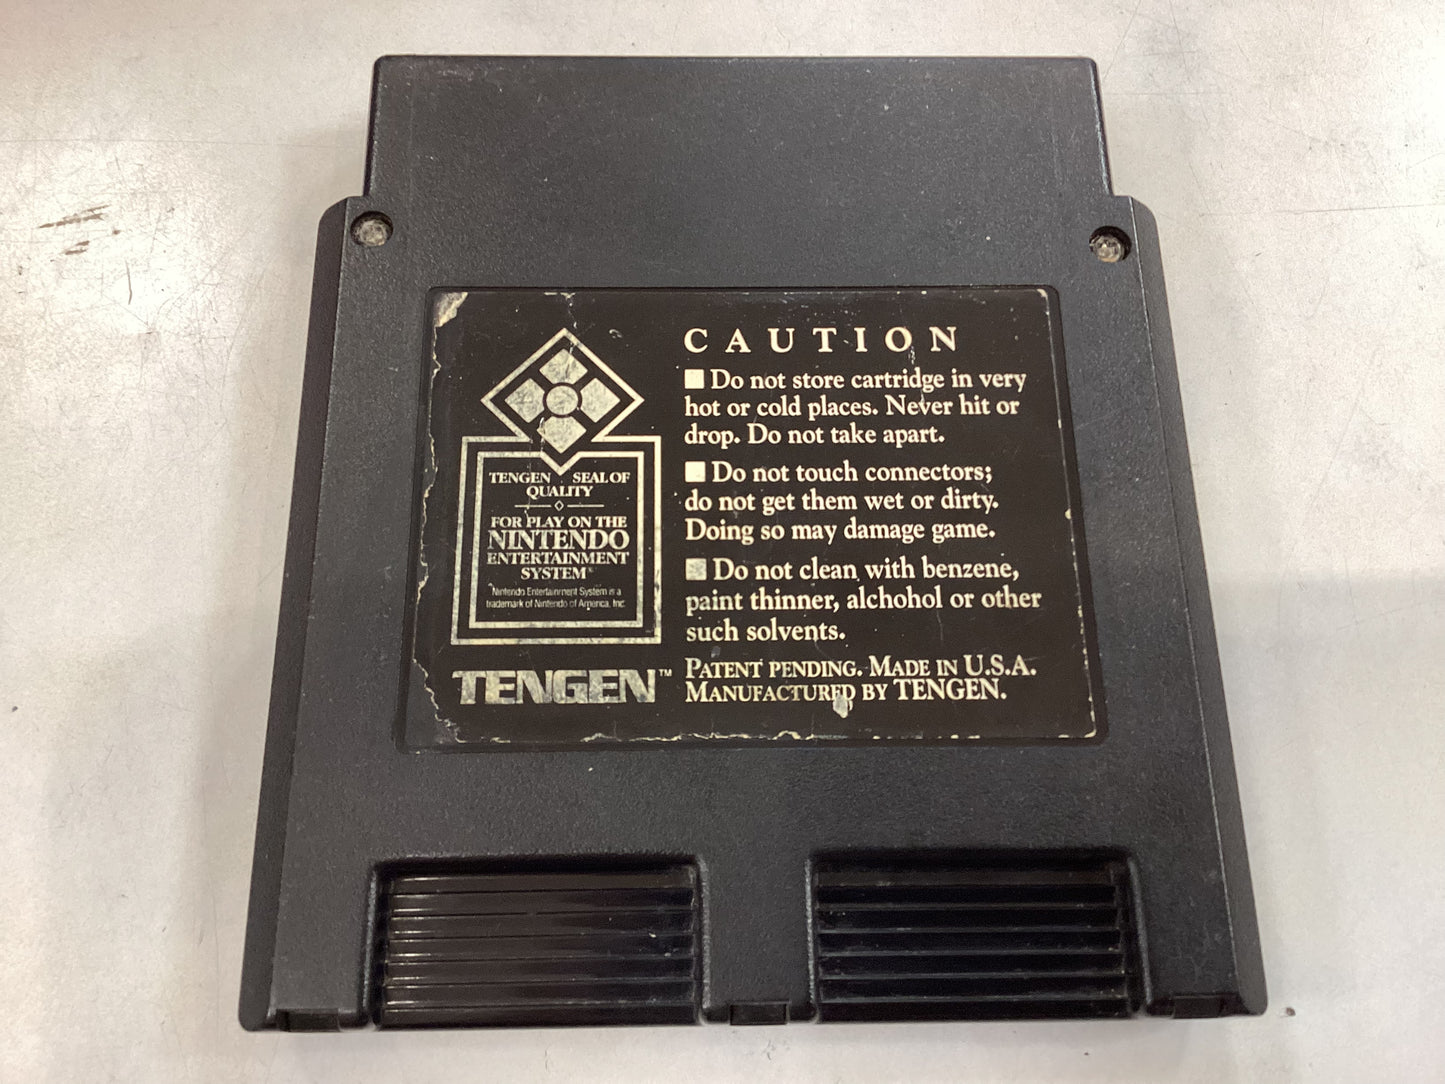 TENGEN SEAL OF
QUALITY
FOR PLAY ON THE
NINTENDO
ENTERTAINMENT
SYSTEM®
Nintendo Entertainment System is a
trademark of Nintendo of America, Inc.
TENGEN™
CAUTION
Do not store cartridge in very
hot or cold places. Never hit or
drop. Do not take apart.
Do not touch connectors;
do not get them wet or dirty.
Doing so may damage game.
Do not clean with benzene,
paint thinner, alchohol or other
such solvents.
PATENT PENDING. MADE IN U.S.A.
MANUFACTURED BY TENGEN.